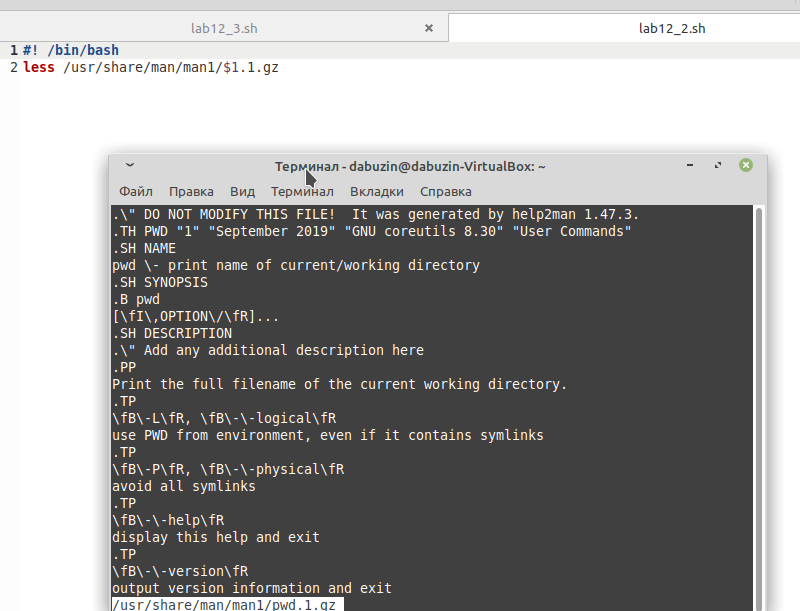 lab12_3.sh
lab12_2.sh
1 #! /bin/bash
2 less /usr/share/man/man1/$1.1.gz
Терминал - dabuzin@dabuzin-VirtualBox: ~
Файл Правка Вид Терминал Вкладки Справка
.\" DO NOT MODIFY THIS FILE!  It was generated by help2man 1.47.3.
.TH PWD "1" "September 2019" "GNU coreutils 8.30" "User Commands"
.SH NAME
pwd \- print name of current/working directory
.SH SYNOPSIS
.B pwd
[\fI\,OPTION\/\fR]...
.SH DESCRIPTION
.\" Add any additional description here
.PP
Print the full filename of the current working directory.
.TP
\fB\-L\fR, \fB\-\-logical\fR
use PWD from environment, even if it contains symlinks
.TP
\fB\-P\fR, \fB\-\-physical\fR
avoid all symlinks
.TP
\fB\-\-help\fR
display this help and exit
.TP
\fB\-\-version\fR
output version information and exit
/usr/share/man/man1/pwd.1.gz